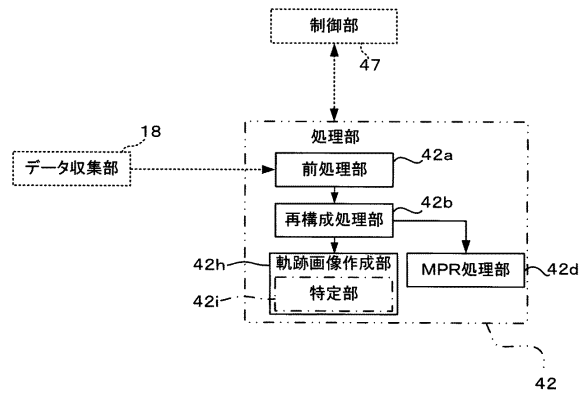 制御部
47
18
データ収集部
処理部
前処理部
42a
再構成処理部
42b
42h
軌跡画像作成部
42i
特定部
MPR処理部
42d
42